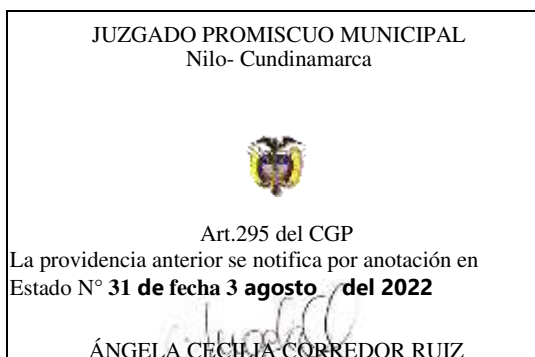 JUZGADO PROMISCUO MUNICIPAL
Nilo- Cundinamarca
Art.295 del CGP
La providencia anterior se notifica por anotación en
Estado N° 31 de fecha 3 agosto del 2022
ÁNGELA CECILIA CORREDOR RUIZ